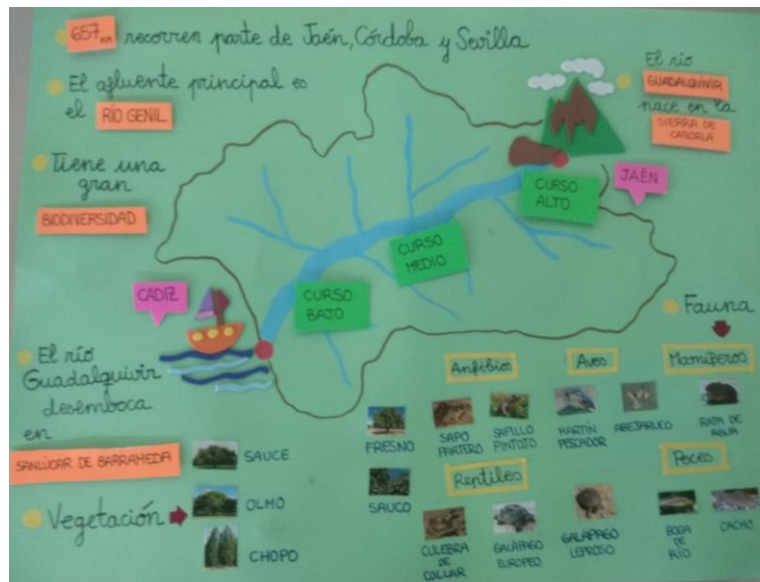 657 KM recorren parte de Jaén, Córdoba y Sevilla
El afluente principal es
el RÍO GENIL
Tiene una
gran
BIODIVERSIDAD
El río
GUADALQUIVIR
nace en la
SIERRA DE
CAZORLA
JAÉN
CURSO
ALTO
CURSO
MEDIO
CURSO
BAJO
CÁDIZ
El río
Guadalquivir
desemboca
en
SANLÚCAR DE BARRAMEDA
Vegetación
SAUCE
OLMO
CHOPO
FRESNO
SAUCO
Fauna
Anfibios
SAPO
PARTERO
SAPILLO
PINTOJO
Aves
MARTÍN
PESCADOR
ABEJARUCO
Mamíferos
RATA DE
AGUA
Reptiles
CULEBRA
DE
COLLAR
GALÁPAGO
EUROPEO
GALÁPAGO
LEPROSO
Peces
BOGA
DE
RÍO
CACHO